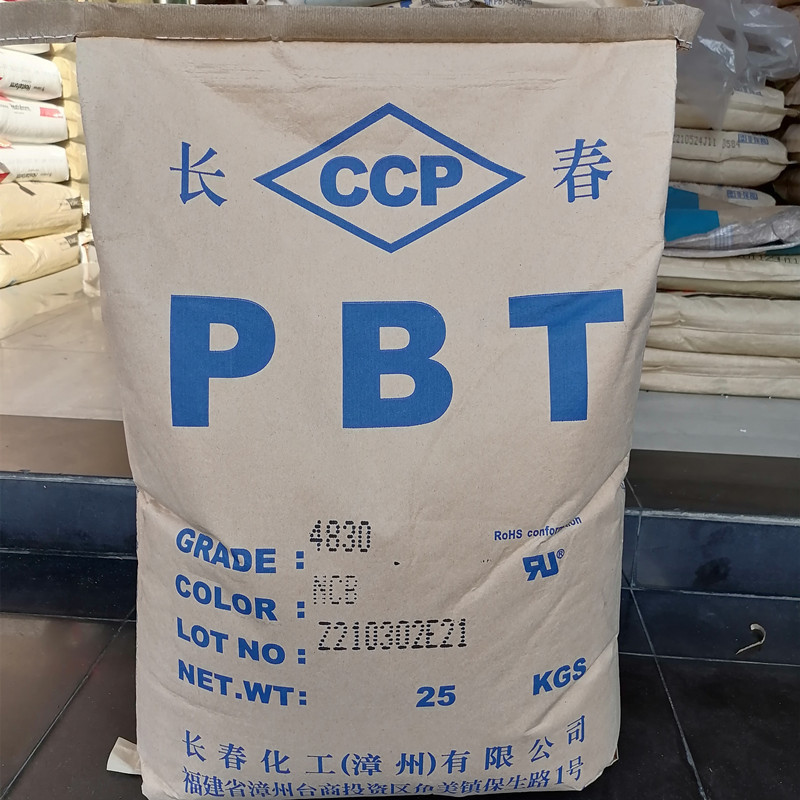 长 CCP 春
PBT
GRADE : 4830
RoHS conformation
RU®
COLOR : NCB
LOT NO : Z210302E21
NET.WT: 25 KGS
长春化工(漳州)有限公司
福建省漳州台商投资区角美镇保生路1号